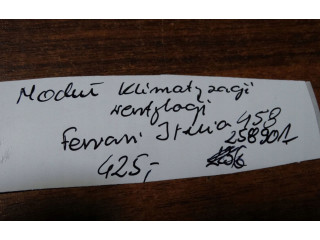 Moduł Klimatyzacji
wentylacji
Ferrari Italia 458
258901
425,-